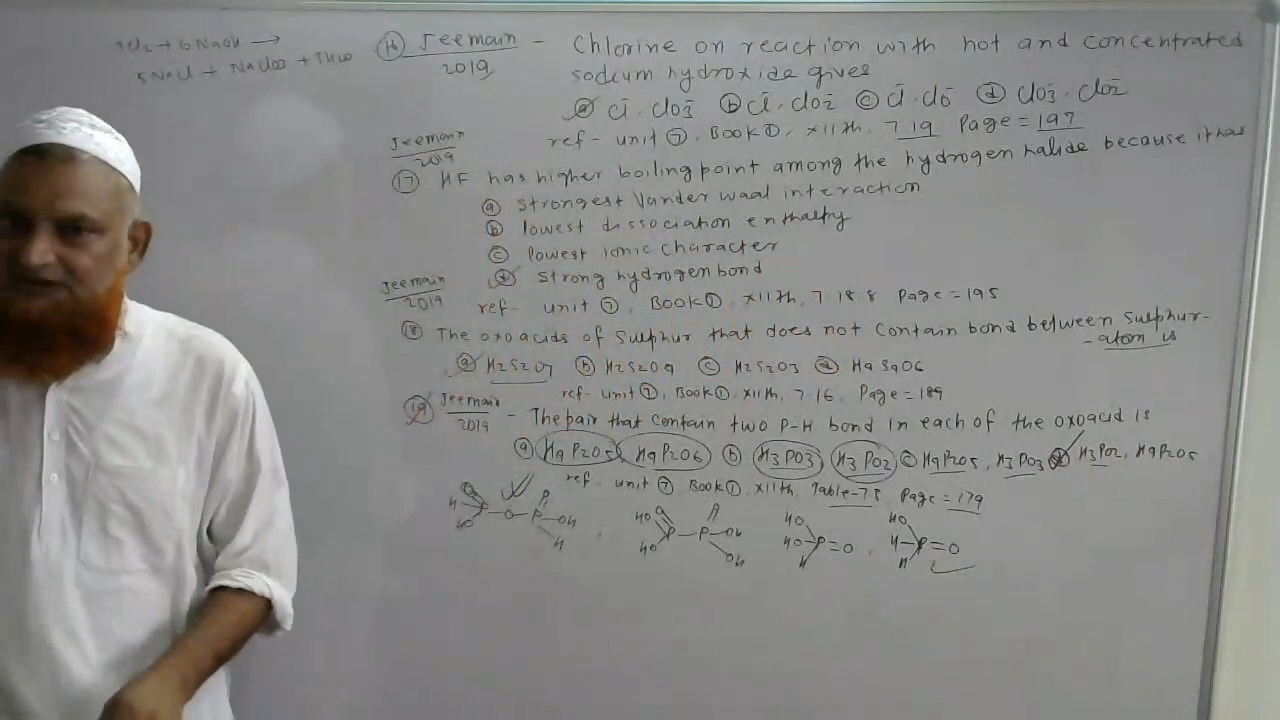 3Cl2 + 6NaOH →
5NaCl + NaClO3 + 3H2O
(16) Jeemain 2019 - Chlorine on reaction with hot and concentrated
sodium hydroxide gives
(a) Cl⁻, ClO3⁻ (b) Cl⁻, ClO2⁻ (c) Cl⁻, ClO⁻ (d) ClO3⁻, ClO2⁻
ref - unit (7), Book (1), XIIth, 7.19 Page = 197
Jeemain 2019
(17) HF has higher boiling point among the hydrogen halide because it has
(a) strongest Vander waal interaction
(b) lowest dissociation enthalpy
(c) lowest ionic character
(d) strong hydrogen bond
Jeemain 2019
ref - unit (7), Book (1), XIIth, 7.18.8 Page = 195
(18) The oxoacids of Sulphur that does not contain bond between sulphur-
-atom is
(a) H2S2O7 (b) H2S2O4 (c) H2S2O3 (d) H2S4O6
ref - unit (7), Book (1), XIIth, 7.16, Page = 189
(19) Jeemain 2019 - The pair that contain two P-H bond in each of the oxoacid is
(a) H4P2O5, H4P2O6 (b) H3PO3, H3PO2 (c) H4P2O5, H3PO3 (d) H3PO2, H4P2O5
ref - unit (7) Book (1), XIIth, Table-7.5 Page = 179